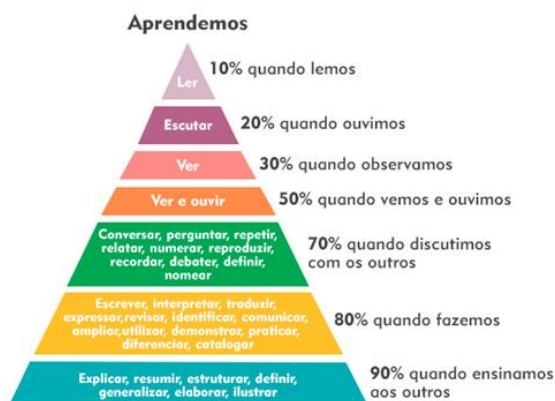 Aprendemos
Ler
10% quando lemos
Escutar
20% quando ouvimos
Ver
30% quando observamos
Ver e ouvir
50% quando vemos e ouvimos
Conversar, perguntar, repetir,
relatar, numerar, reproduzir,
recordar, debater, definir,
nomear
70% quando discutimos
com os outros
Escrever, interpretar, traduzir,
expressar,revisar, identificar, comunicar,
ampliar,utilizar, demonstrar, praticar,
diferenciar, catalogar
80% quando fazemos
Explicar, resumir, estruturar, definir,
generalizar, elaborar, ilustrar
90% quando ensinamos
aos outros